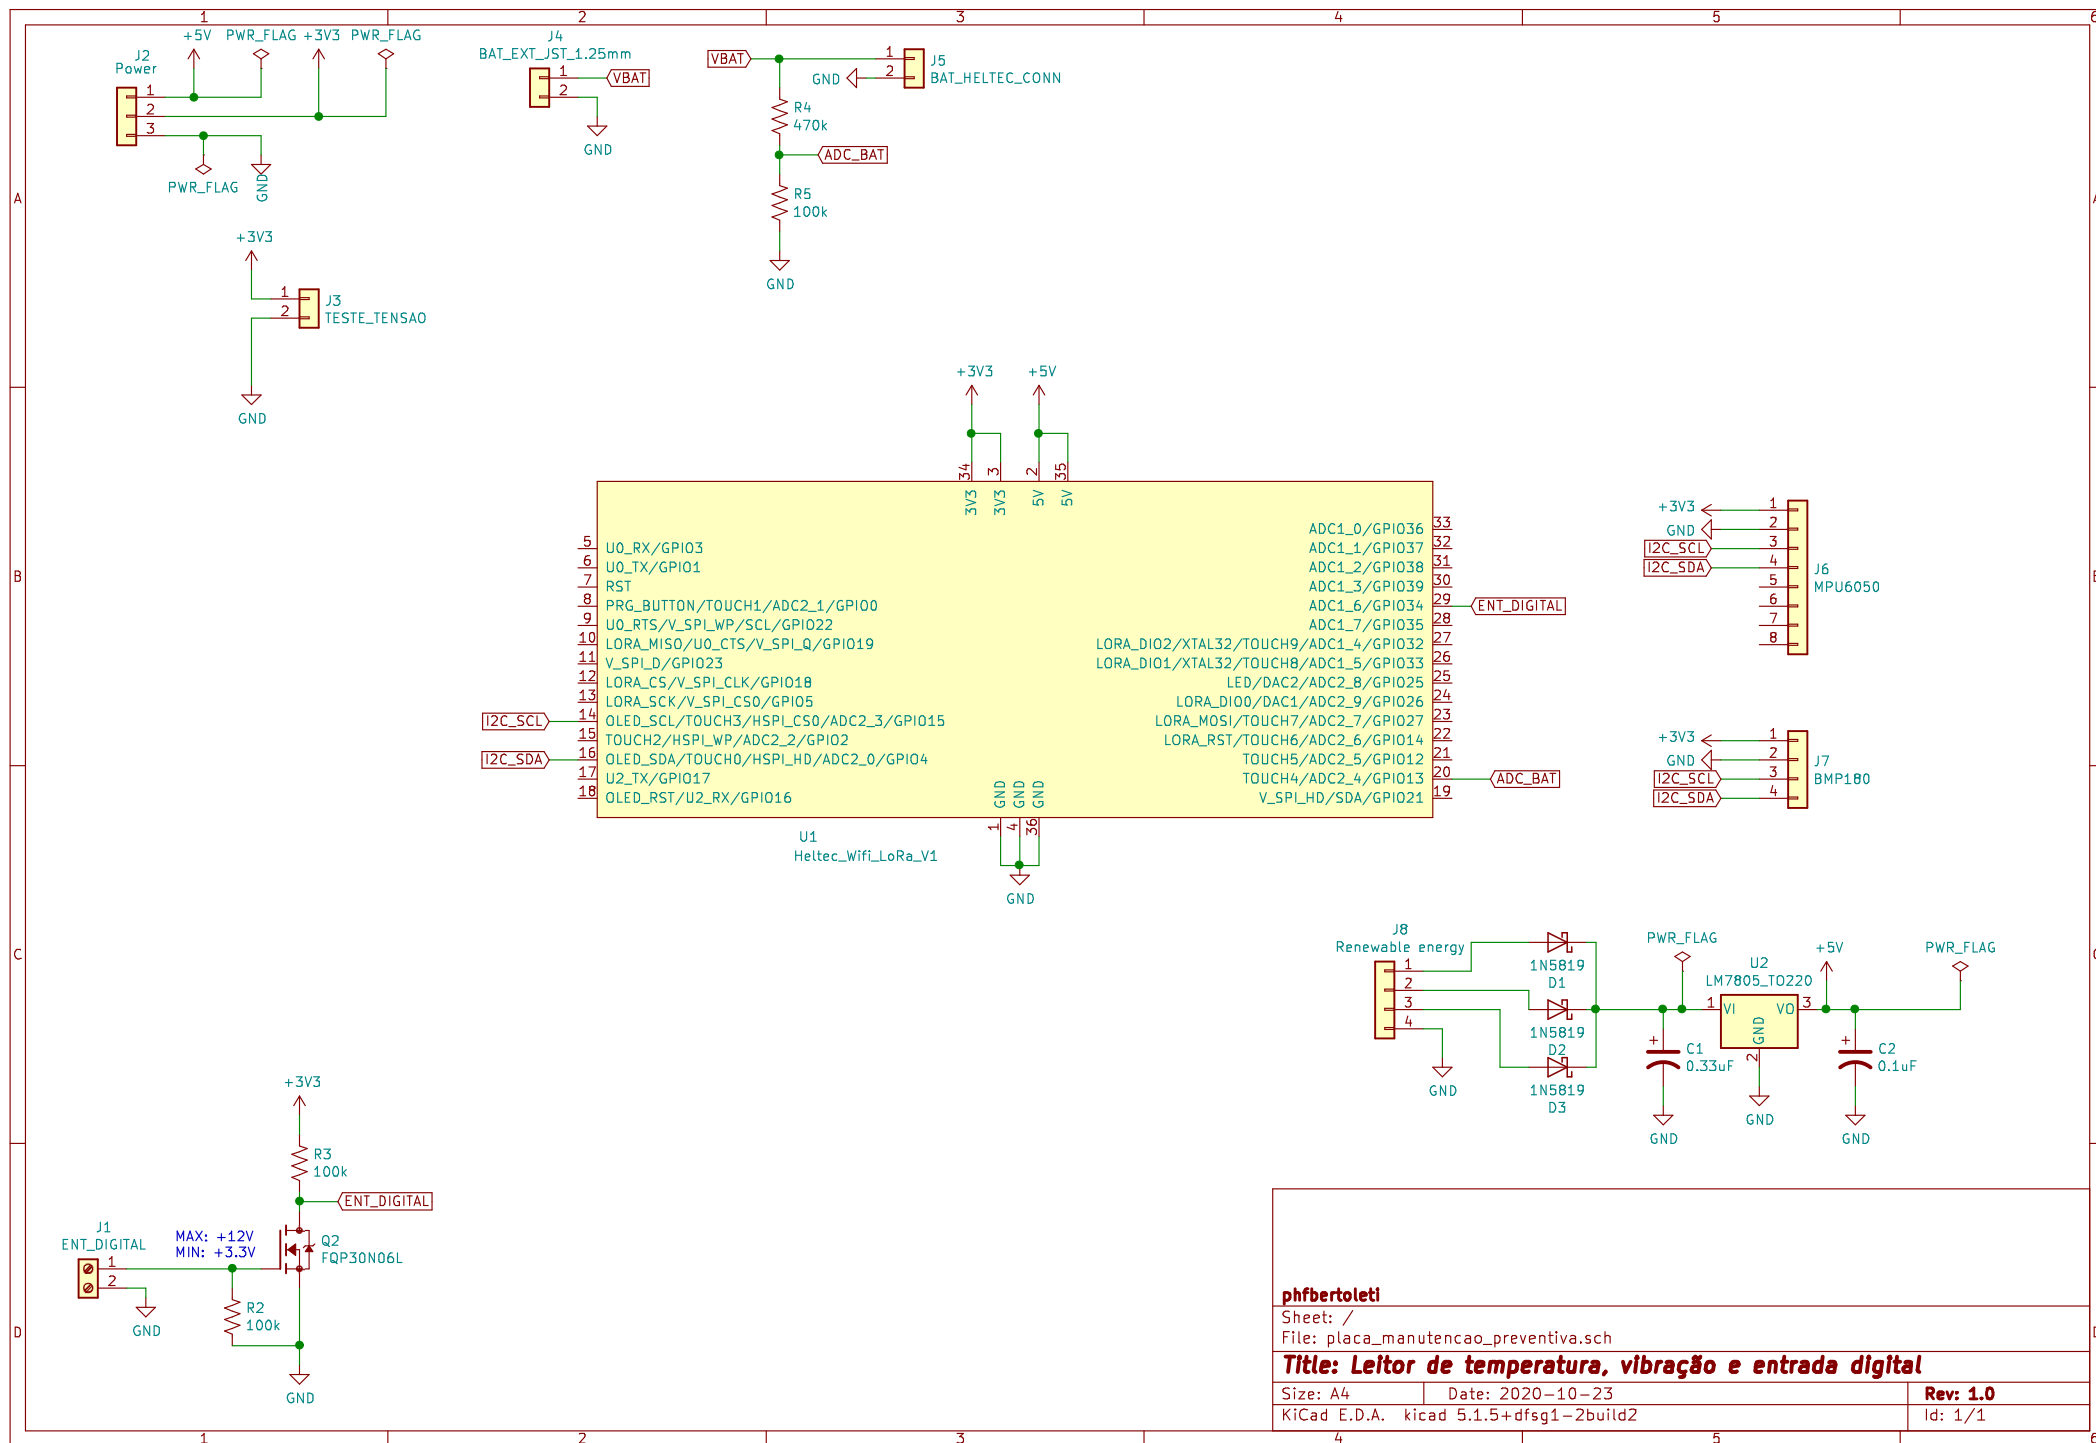 1 2 3 4 5 6
A
B
C
D
+5V
PWR_FLAG
+3V3
PWR_FLAG
J2
Power
1
2
3
PWR_FLAG
GND
J4
BAT_EXT_JST_1.25mm
1
2
VBAT
GND
VBAT
1
2
J5
BAT_HELTEC_CONN
GND
R4
470k
ADC_BAT
R5
100k
GND
+3V3
1
2
J3
TESTE_TENSAO
GND
+3V3
+5V
34
3
2
35
3V3
3V3
5V
5V
5 U0_RX/GPIO3
6 U0_TX/GPIO1
7 RST
8 PRG_BUTTON/TOUCH1/ADC2_1/GPIO0
9 U0_RTS/V_SPI_WP/SCL/GPIO22
10 LORA_MISO/U0_CTS/V_SPI_Q/GPIO19
11 V_SPI_D/GPIO23
12 LORA_CS/V_SPI_CLK/GPIO18
13 LORA_SCK/V_SPI_CS0/GPIO5
I2C_SCL 14 OLED_SCL/TOUCH3/HSPI_CS0/ADC2_3/GPIO15
15 TOUCH2/HSPI_WP/ADC2_2/GPIO2
I2C_SDA 16 OLED_SDA/TOUCH0/HSPI_HD/ADC2_0/GPIO4
17 U2_TX/GPIO17
18 OLED_RST/U2_RX/GPIO16
ADC1_0/GPIO36 33
ADC1_1/GPIO37 32
ADC1_2/GPIO38 31
ADC1_3/GPIO39 30
ADC1_6/GPIO34 29 ENT_DIGITAL
ADC1_7/GPIO35 28
LORA_DIO2/XTAL32/TOUCH9/ADC1_4/GPIO32 27
LORA_DIO1/XTAL32/TOUCH8/ADC1_5/GPIO33 26
LED/DAC2/ADC2_8/GPIO25 25
LORA_DIO0/DAC1/ADC2_9/GPIO26 24
LORA_MOSI/TOUCH7/ADC2_7/GPIO27 23
LORA_RST/TOUCH6/ADC2_6/GPIO14 22
TOUCH5/ADC2_5/GPIO12 21
TOUCH4/ADC2_4/GPIO13 20 ADC_BAT
V_SPI_HD/SDA/GPIO21 19
GND
GND
GND
1
4
36
U1
Heltec_Wifi_LoRa_V1
GND
+3V3 1
GND 2
I2C_SCL 3
I2C_SDA 4
5
6
7
8
J6
MPU6050
+3V3 1
GND 2
I2C_SCL 3
I2C_SDA 4
J7
BMP180
J8
Renewable energy
1
2
3
4
GND
1N5819
D1
1N5819
D2
1N5819
D3
PWR_FLAG
C1
0.33uF
GND
U2
LM7805_TO220
1 VI
VO 3
GND
2
GND
+5V
PWR_FLAG
C2
0.1uF
GND
+3V3
R3
100k
ENT_DIGITAL
J1
ENT_DIGITAL
1
2
GND
MAX: +12V
MIN: +3.3V
Q2
FQP30N06L
R2
100k
GND
phfbertoleti
Sheet: /
File: placa_manutencao_preventiva.sch
Title: Leitor de temperatura, vibração e entrada digital
Size: A4 Date: 2020-10-23 Rev: 1.0
KiCad E.D.A. kicad 5.1.5+dfsg1-2build2 Id: 1/1
A
B
C
D
1 2 3 4 5 6